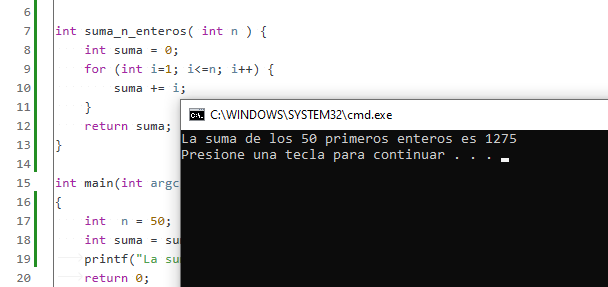 6
7 int suma_n_enteros( int n ) {
8 int suma = 0;
9 for (int i=1; i<=n; i++) {
10 suma += i;
11 }
12 return suma;
13 }
14
15 int main(int argc
16 {
17 int n = 50;
18 int suma = su
19 printf("La su
20 return 0;
C:\WINDOWS\SYSTEM32\cmd.exe
La suma de los 50 primeros enteros es 1275
Presione una tecla para continuar . . .